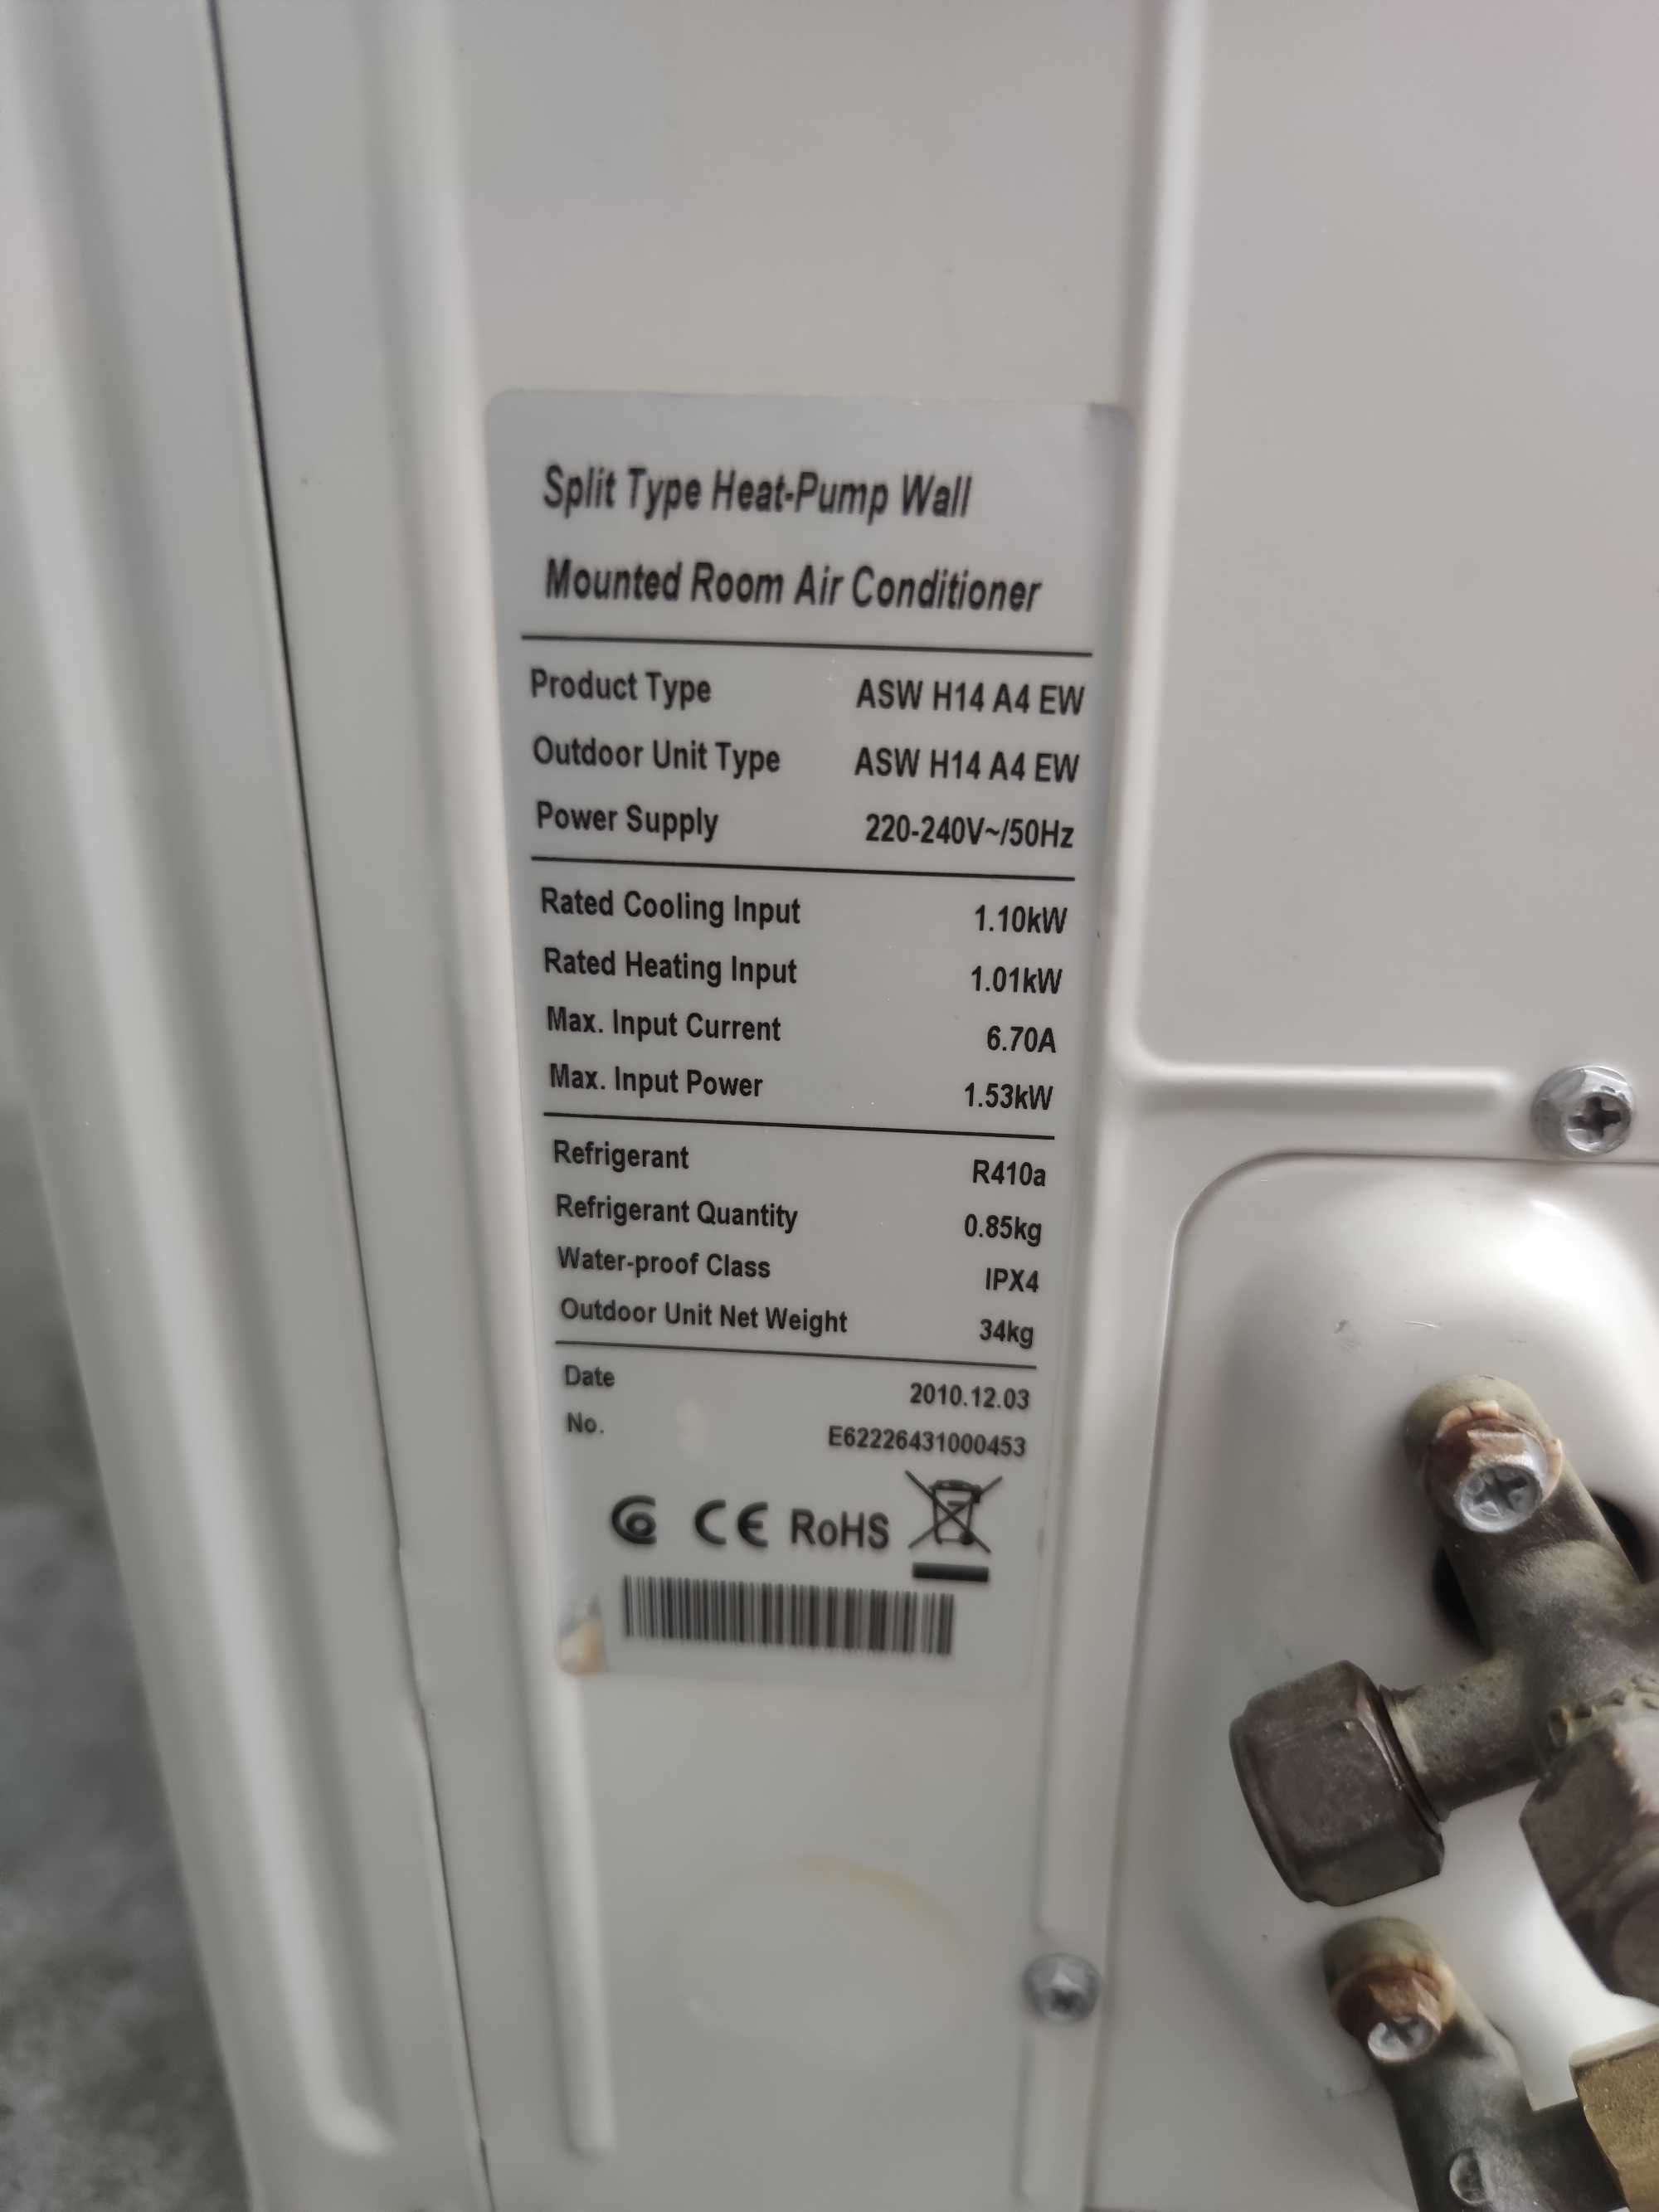 Split Type Heat-Pump Wall
Mounted Room Air Conditioner
Product Type ASW H14 A4 EW
Outdoor Unit Type ASW H14 A4 EW
Power Supply 220-240V~/50Hz
Rated Cooling Input 1.10kW
Rated Heating Input 1.01kW
Max. Input Current 6.70A
Max. Input Power 1.53kW
Refrigerant R410a
Refrigerant Quantity 0.85kg
Water-proof Class IPX4
Outdoor Unit Net Weight 34kg
Date 2010.12.03
No. E62226431000453
CE RoHS